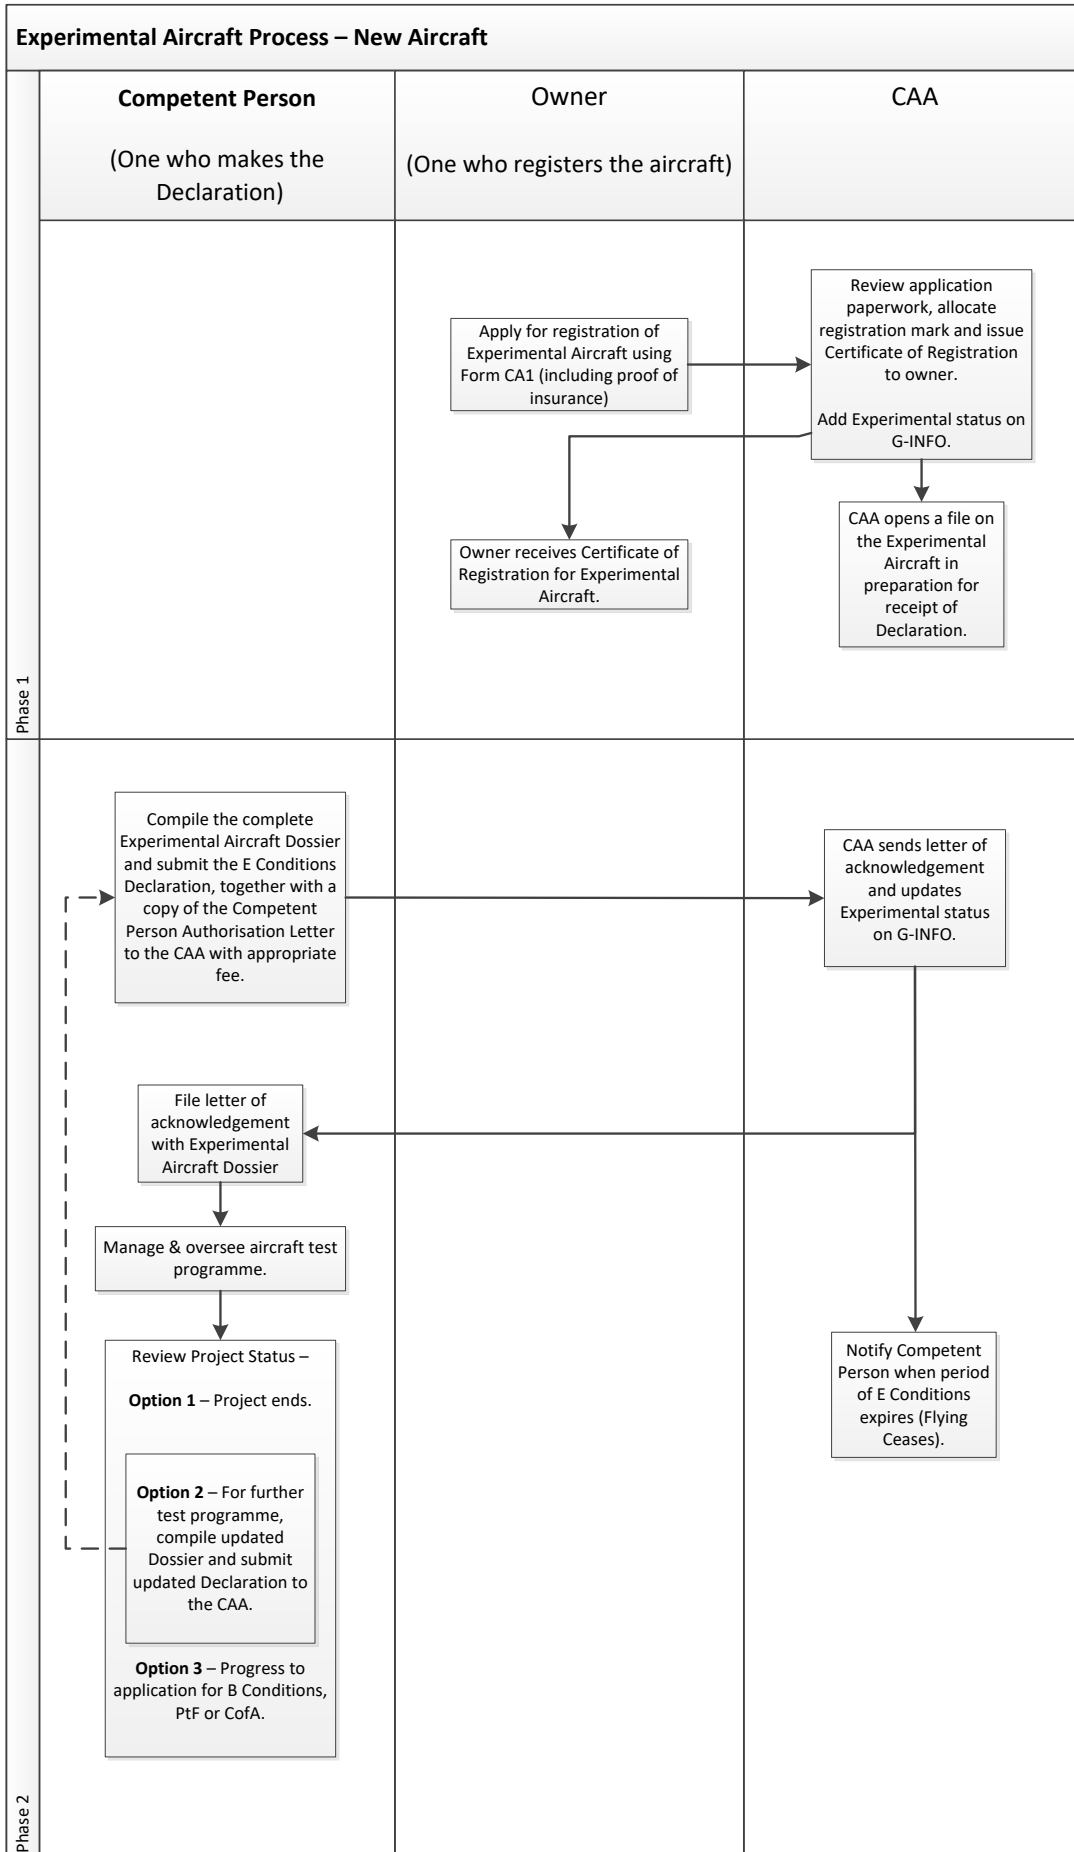 Experimental Aircraft Process – New Aircraft
Competent Person
(One who makes the
Declaration)
Owner
(One who registers the aircraft)
CAA
Phase 1
Apply for registration of
Experimental Aircraft using
Form CA1 (including proof of
insurance)
Review application
paperwork, allocate
registration mark and issue
Certificate of Registration
to owner.
Add Experimental status on
G-INFO.
Owner receives Certificate of
Registration for Experimental
Aircraft.
CAA opens a file on
the Experimental
Aircraft in
preparation for
receipt of
Declaration.
Phase 2
Compile the complete
Experimental Aircraft Dossier
and submit the E Conditions
Declaration, together with a
copy of the Competent
Person Authorisation Letter
to the CAA with appropriate
fee.
CAA sends letter of
acknowledgement
and updates
Experimental status
on G-INFO.
File letter of
acknowledgement
with Experimental
Aircraft Dossier
Manage & oversee aircraft test
programme.
Review Project Status –
Option 1 – Project ends.
Option 2 – For further
test programme,
compile updated
Dossier and submit
updated Declaration to
the CAA.
Option 3 – Progress to
application for B Conditions,
PtF or CofA.
Notify Competent
Person when period
of E Conditions
expires (Flying
Ceases).